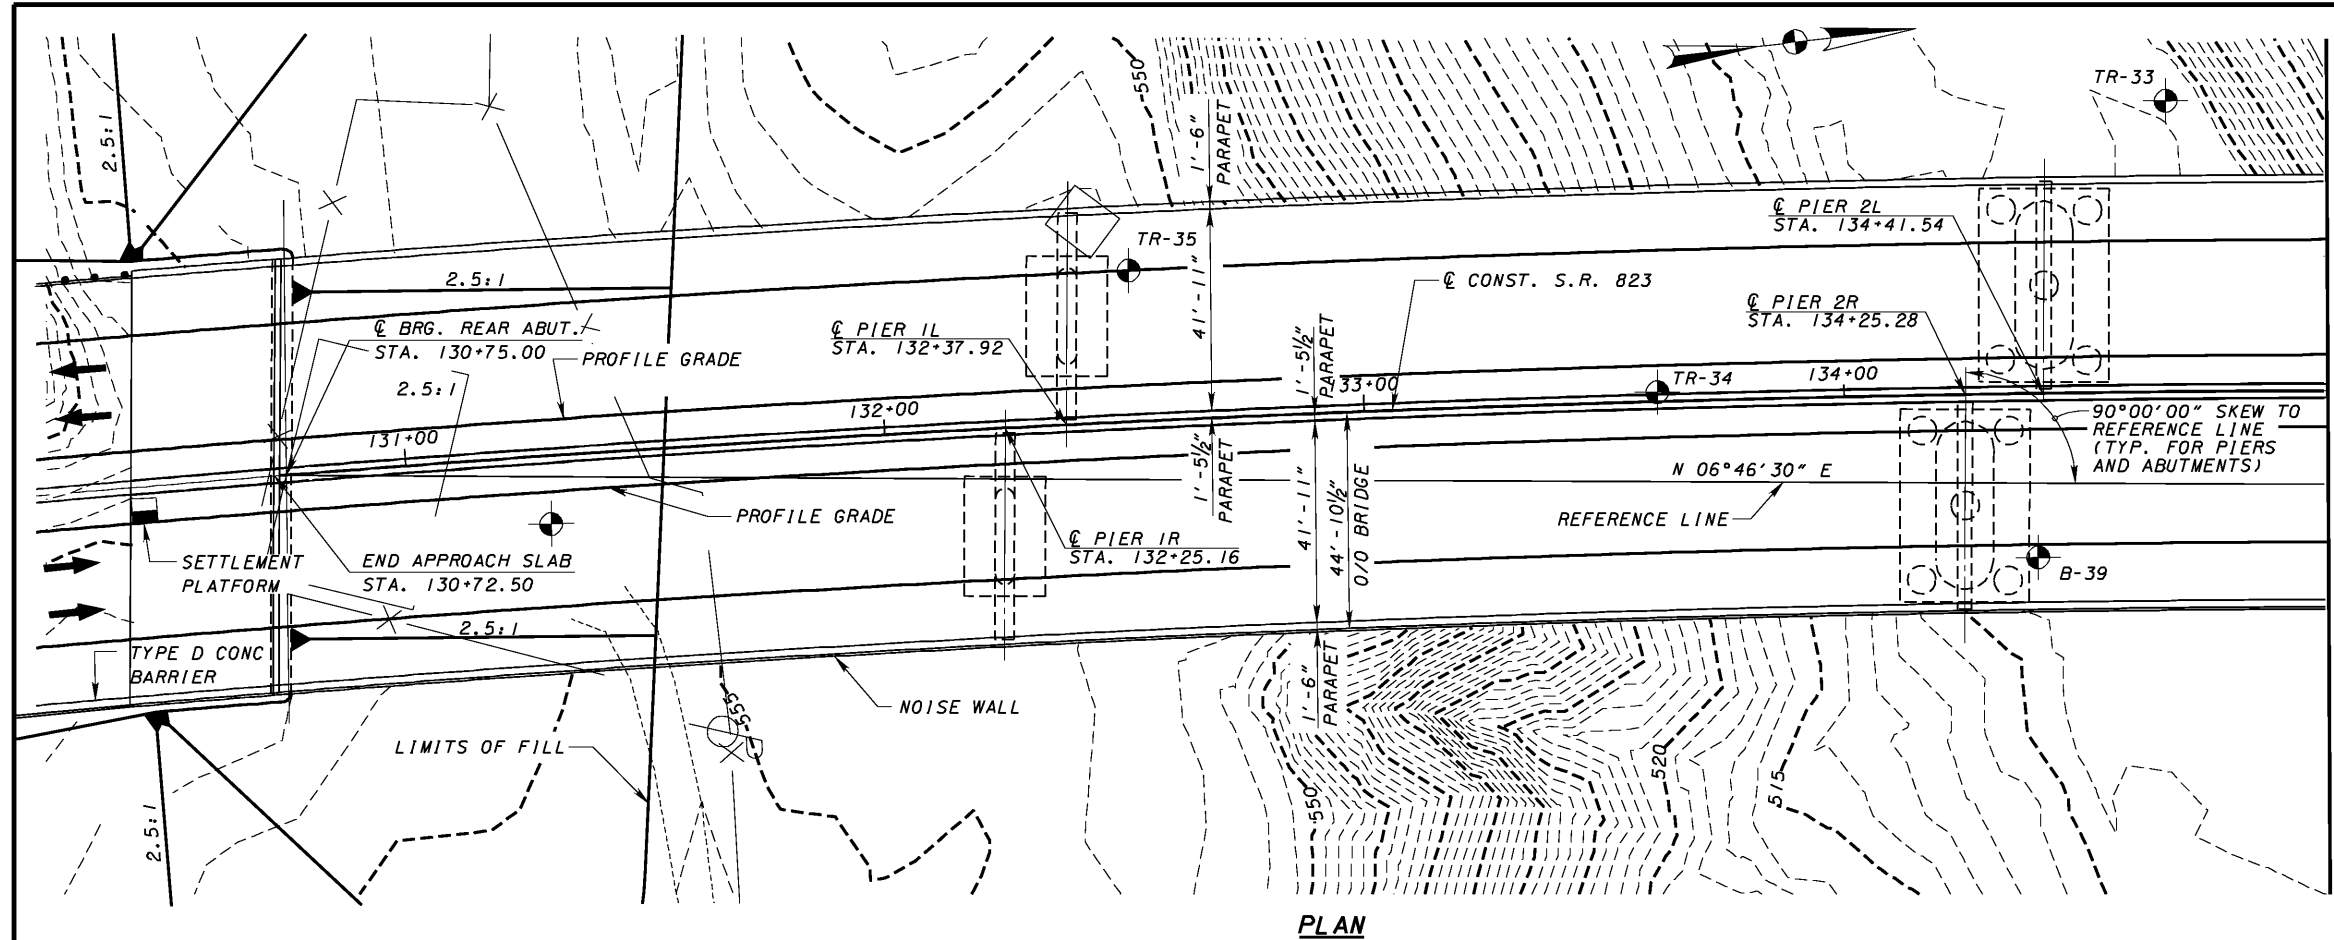 550
TR-33
2.5:1
1'-6"
PARAPET
℄ PIER 2L
STA. 134+41.54
TR-35
2.5:1
℄ CONST. S.R. 823
41'-11"
℄ PIER 2R
STA. 134+25.28
℄ BRG. REAR ABUT.
STA. 130+75.00
PROFILE GRADE
℄ PIER 1L
STA. 132+37.92
1'-5½"
PARAPET
2.5:1
133+00
TR-34
134+00
132+00
131+00
90°00'00" SKEW TO
REFERENCE LINE
(TYP. FOR PIERS
AND ABUTMENTS)
1'-5½"
PARAPET
N 06°46'30" E
PROFILE GRADE
REFERENCE LINE
41'-11"
44'-10½"
O/O BRIDGE
℄ PIER 1R
STA. 132+25.16
SETTLEMENT
PLATFORM
END APPROACH SLAB
STA. 130+72.50
B-39
2.5:1
TYPE D CONC
BARRIER
1'-6"
PARAPET
NOISE WALL
555
LIMITS OF FILL
520
515
550
2.5:1
PLAN